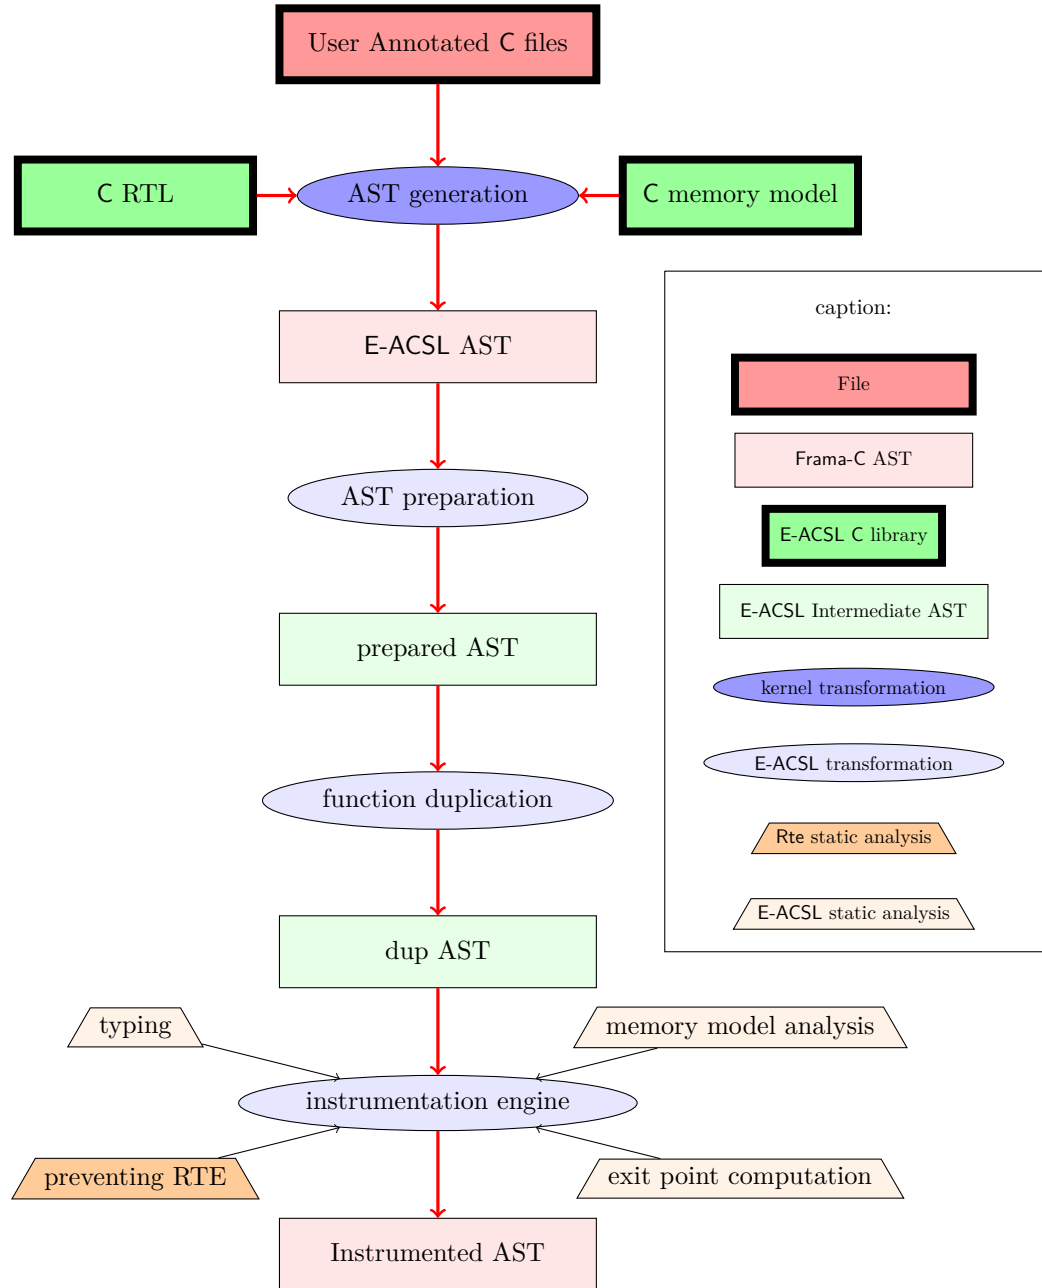 User Annotated C files
C RTL
AST generation
C memory model
E-ACSL AST
AST preparation
prepared AST
function duplication
dup AST
typing
memory model analysis
instrumentation engine
preventing RTE
exit point computation
Instrumented AST
caption:
File
Frama-C AST
E-ACSL C library
E-ACSL Intermediate AST
kernel transformation
E-ACSL transformation
Rte static analysis
E-ACSL static analysis